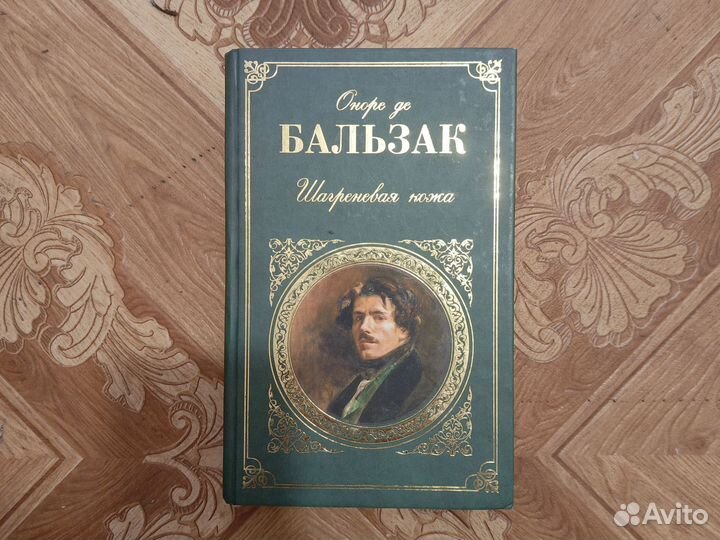 Оноре де
БАЛЬЗАК
Шагреневая кожа
Avito